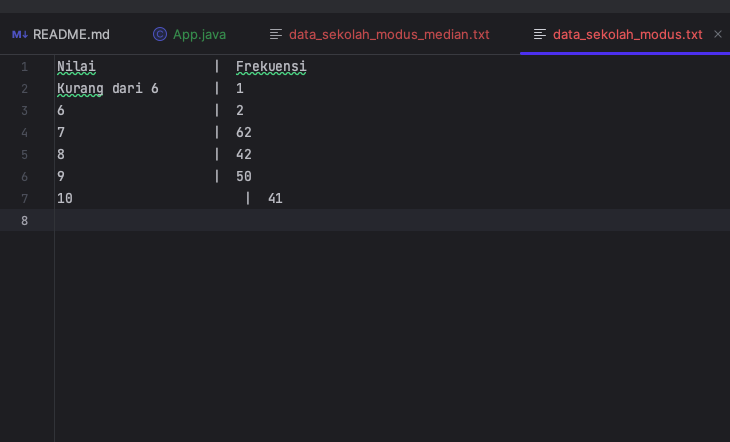 M↓ README.md © App.java data_sekolah_modus_median.txt data_sekolah_modus.txt ×
1 Nilai | Frekuensi
2 Kurang dari 6 | 1
3 6 | 2
4 7 | 62
5 8 | 42
6 9 | 50
7 10 | 41
8